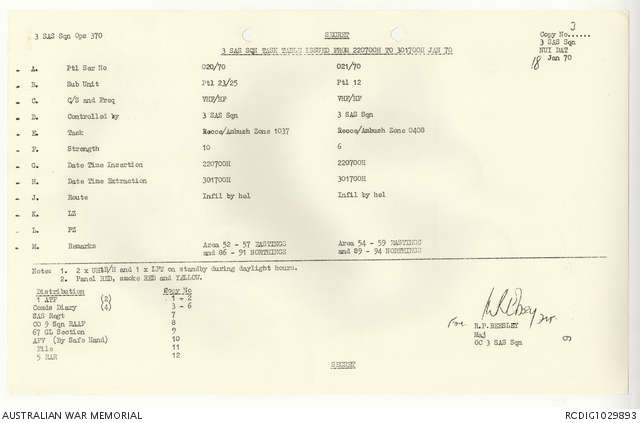 3 SAS Sqn Ops 370
SECRET
Copy No...3...
3 SAS Sqn
NUI DAT
18 Jan 70
3 SAS SQN TASK TABLE ISSUED FROM 220700H TO 301700H JAN 70
A. Ptl Ser No 020/70 021/70
B. Sub Unit Ptl 23/25 Ptl 12
C. C/S and Freq VHF/HF VHF/HF
D. Controlled by 3 SAS Sqn 3 SAS Sqn
E. Task Recce/Ambush Zone 1037 Recce/Ambush Zone 0408
F. Strength 10 6
G. Date Time Insertion 220700H 220700H
H. Date Time Extraction 301700H 301700H
J. Route Infil by hel Infil by hel
K. LZ
L. PZ
M. Remarks Area 52 - 57 EASTINGS Area 54 - 59 EASTINGS
and 86 - 91 NORTHINGS and 89 - 94 NORTHINGS
Note: 1. 2 x UH1B/H and 1 x LFT on standby during daylight hours.
2. Panel RED, smoke RED and YELLOW.
Distribution Copy No
1 ATF (2) 1 - 2
Comds Diary (4) 3 - 6
SAS Regt 7
CO 9 Sqn RAAF 8
67 GL Section 9
AFV (By Safe Hand) 10
File 11
5 RAR 12
For R.P. BEESLEY
Maj
OC 3 SAS Sqn
SECRET
AUSTRALIAN WAR MEMORIAL
RCDIG1029893